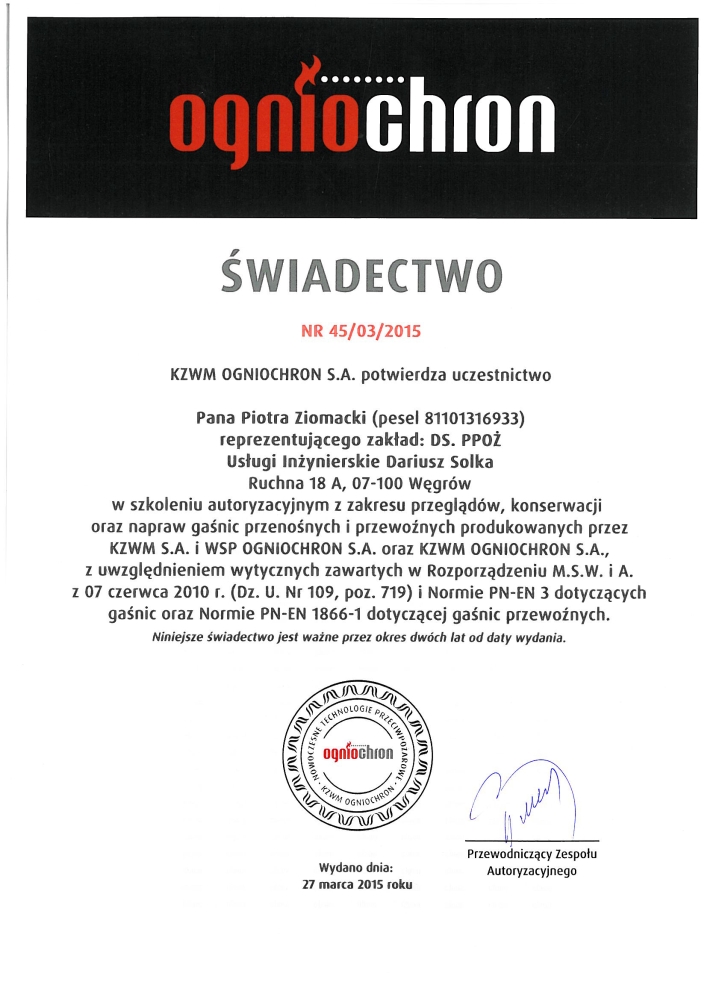 ogniochron
ŚWIADECTWO
NR 45/03/2015
KZWM OGNIOCHRON S.A. potwierdza uczestnictwo
Pana Piotra Ziomacki (pesel 81101316933)
reprezentującego zakład: DS. PPOŻ
Usługi Inżynierskie Dariusz Solka
Ruchna 18 A, 07-100 Węgrów
w szkoleniu autoryzacyjnym z zakresu przeglądów, konserwacji
oraz napraw gaśnic przenośnych i przewoźnych produkowanych przez
KZWM S.A. i WSP OGNIOCHRON S.A. oraz KZWM OGNIOCHRON S.A.,
z uwzględnieniem wytycznych zawartych w Rozporządzeniu M.S.W. i A.
z 07 czerwca 2010 r. (Dz. U. Nr 109, poz. 719) i Normie PN-EN 3 dotyczących
gaśnic oraz Normie PN-EN 1866-1 dotyczącej gaśnic przewoźnych.
Niniejsze świadectwo jest ważne przez okres dwóch lat od daty wydania.
NOWOCZESNE TECHNOLOGIE PRZECIWPOŻAROWE
ogniochron
KZWM OGNIOCHRON
Przewodniczący Zespołu
Autoryzacyjnego
Wydano dnia:
27 marca 2015 roku